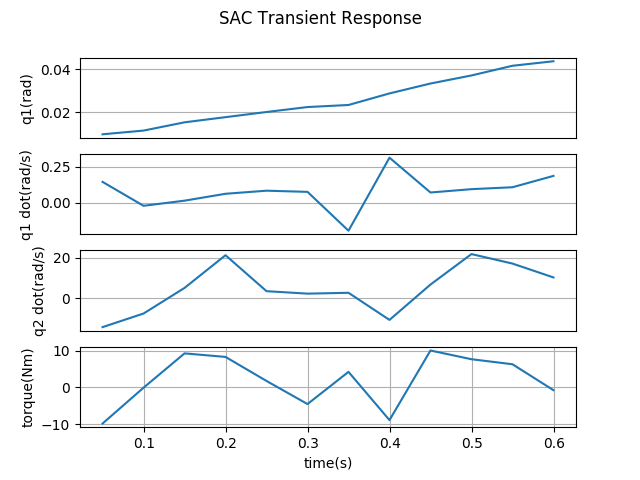 SAC Transient Response
q1(rad)
0.04
0.02
q1 dot(rad/s)
0.25
0.00
q2 dot(rad/s)
20
0
torque(Nm)
10
0
−10
0.1 0.2 0.3 0.4 0.5 0.6
time(s)